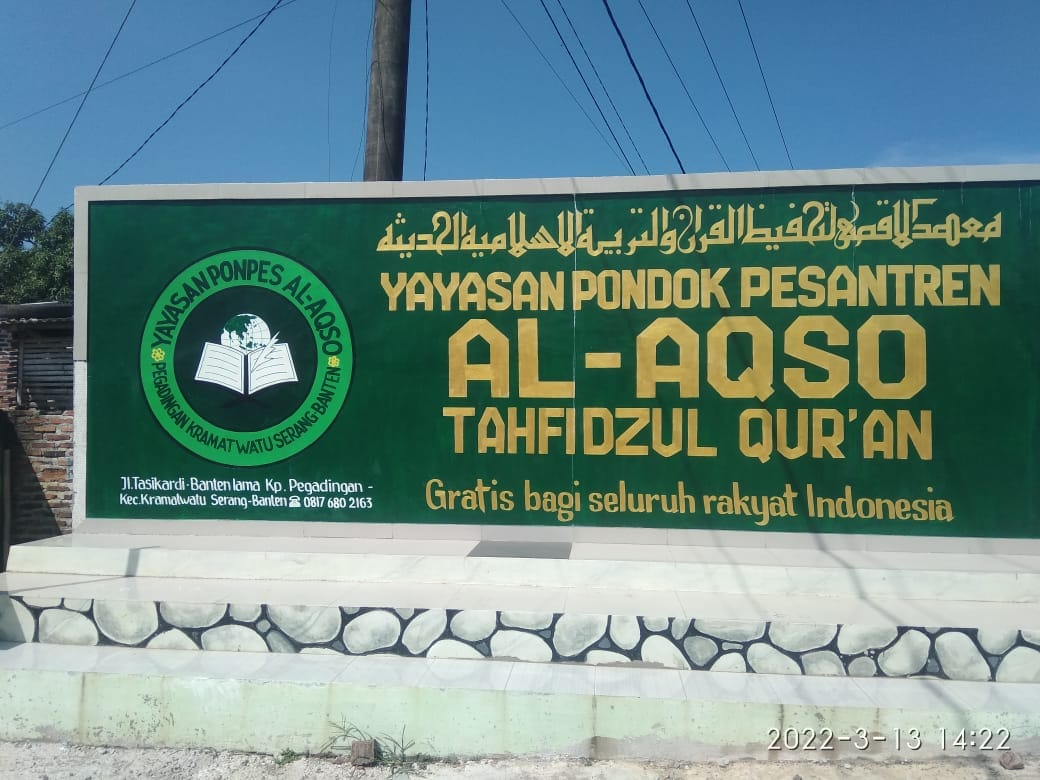 معهد الاقصى لتحفيظ القرآن والتربية الاسلامية الحديثة
YAYASAN PONDOK PESANTREN
AL-AQSO
TAHFIDZUL QUR'AN
Gratis bagi seluruh rakyat Indonesia
YAYASAN PONPES AL-AQSO
PEGADINGAN KRAMATWATU SERANG-BANTEN
Jl.Tasikardi-Banten lama Kp. Pegadingan -
Kec.Kramatwatu Serang-Banten ☎ 0817 680 2163
2022-3-13 14:22